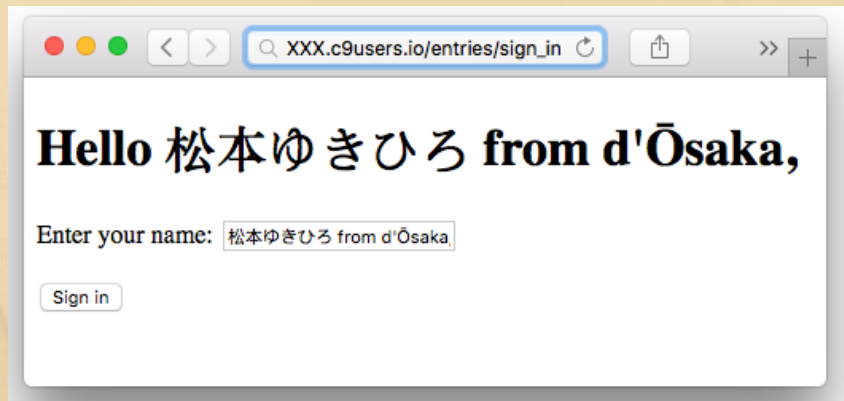 XXX.c9users.io/entries/sign_in
Hello 松本ゆきひろ from d'Ōsaka,
Enter your name: 松本ゆきひろ from d'Ōsaka,
Sign in